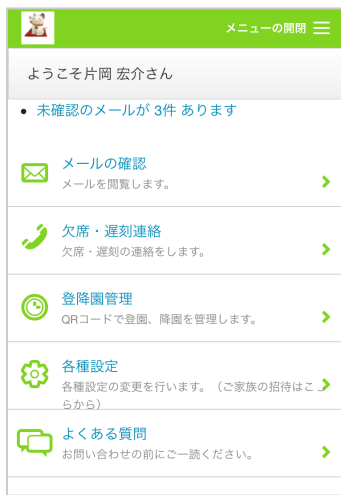 メニューの開閉
ようこそ片岡 宏介さん
未確認のメールが 3件 あります
メールの確認
メールを閲覧します。
欠席・遅刻連絡
欠席・遅刻の連絡をします。
登降園管理
QRコードで登園、降園を管理します。
各種設定
各種設定の変更を行います。（ご家族の招待はこち
らから）
よくある質問
お問い合わせの前にご一読ください。